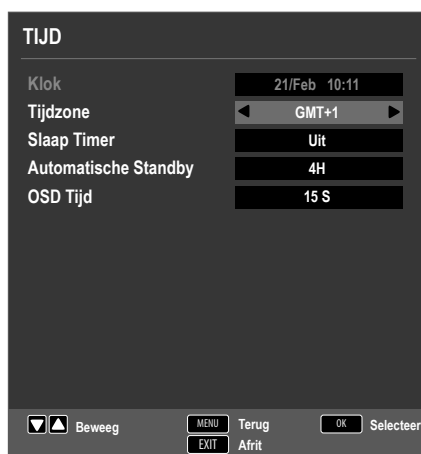 TIJD
Klok 21/Feb 10:11
Tijdzone GMT+1
Slaap Timer Uit
Automatische Standby 4H
OSD Tijd 15 S
Beweeg MENU Terug OK Selecteer
EXIT Afrit